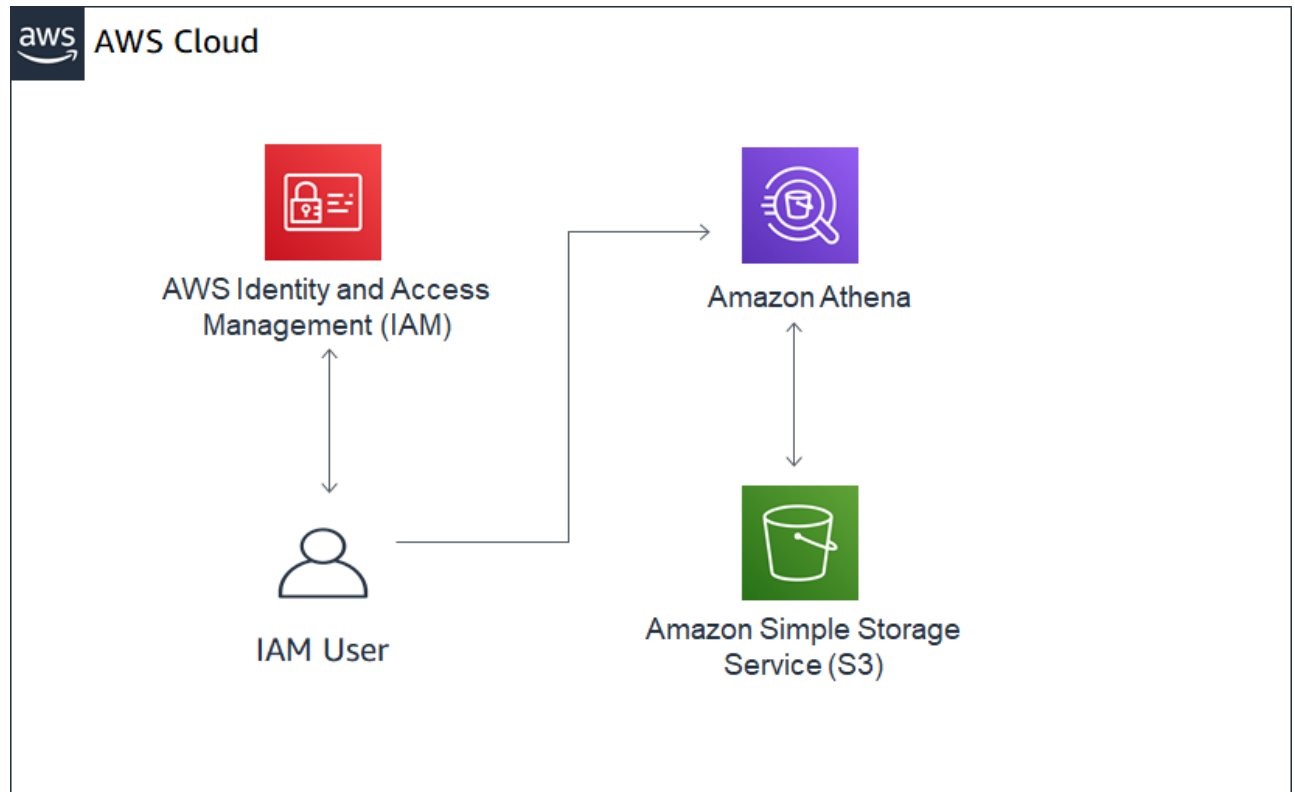 aws
AWS Cloud
AWS Identity and Access
Management (IAM)
Amazon Athena
IAM User
Amazon Simple Storage
Service (S3)